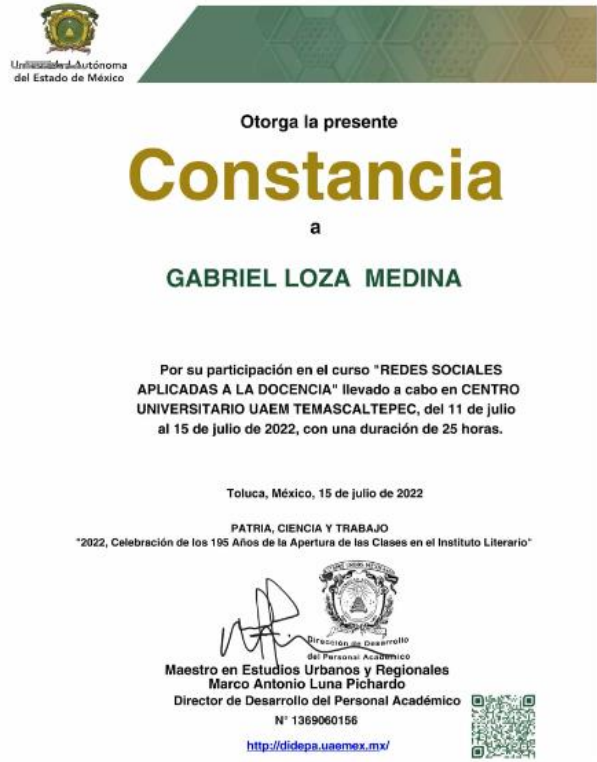 Universidad Autónoma
del Estado de México
Otorga la presente
Constancia
a
GABRIEL LOZA MEDINA
Por su participación en el curso "REDES SOCIALES
APLICADAS A LA DOCENCIA" llevado a cabo en CENTRO
UNIVERSITARIO UAEM TEMASCALTEPEC, del 11 de julio
al 15 de julio de 2022, con una duración de 25 horas.
Toluca, México, 15 de julio de 2022
PATRIA, CIENCIA Y TRABAJO
"2022, Celebración de los 195 Años de la Apertura de las Clases en el Instituto Literario"
Dirección de Desarrollo
del Personal Académico
Maestro en Estudios Urbanos y Regionales
Marco Antonio Luna Pichardo
Director de Desarrollo del Personal Académico
N° 1369060156
http://didepa.uaemex.mx/